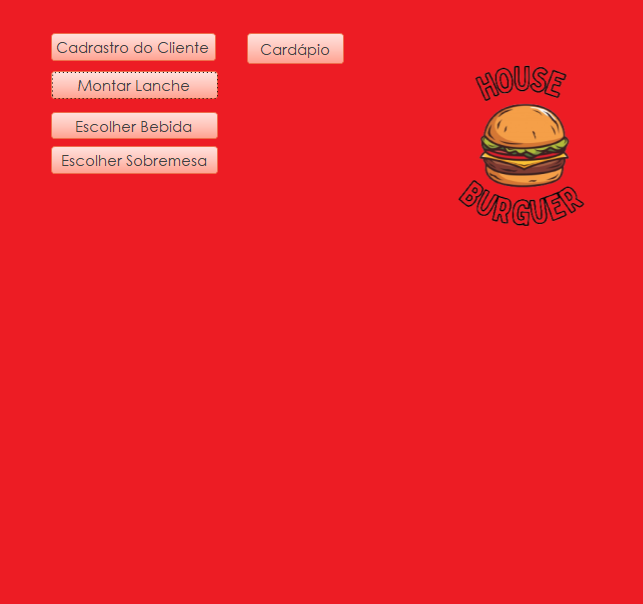 Cadrastro do Cliente
Cardápio
Montar Lanche
Escolher Bebida
Escolher Sobremesa
HOUSE
BURGUER